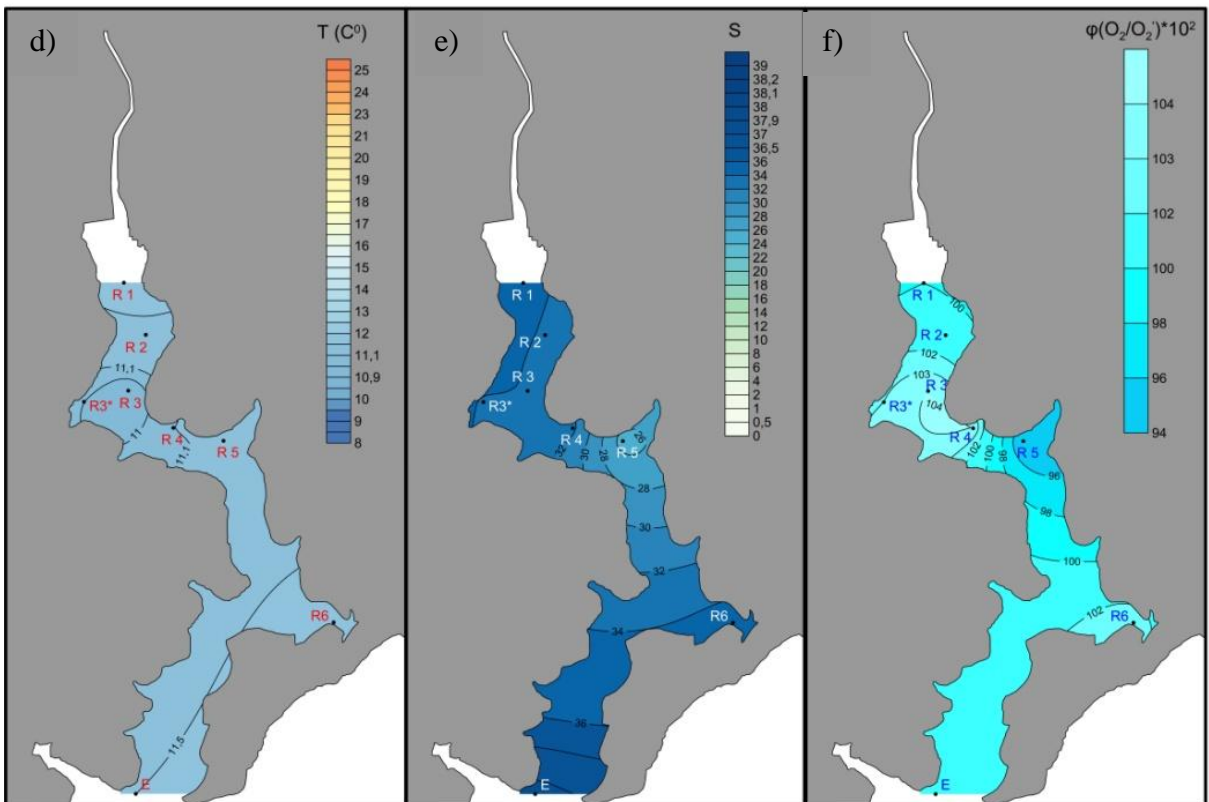 d)
T (C⁰)
25
24
23
22
21
20
19
18
17
16
15
14
13
12
11,1
10,9
10
9
8
R 1
R 2
11,1
R3*
R 3
11
R 4
11,1
R 5
R6
11,5
E
e)
S
39
38,2
38,1
38
37,9
37
36,5
36
34
32
30
28
26
24
22
20
18
16
14
12
10
8
6
4
2
1
0,5
0
R 1
R 2
R 3
R3*
R 4
32
30
28
26
R 5
28
30
32
R6
34
36
E
f)
φ(O₂/O₂')*10²
104
103
102
100
98
96
94
R 1
100
R 2
102
103
R 3
R3*
104
R 4
102
100
98
R 5
96
98
100
102
R6
E